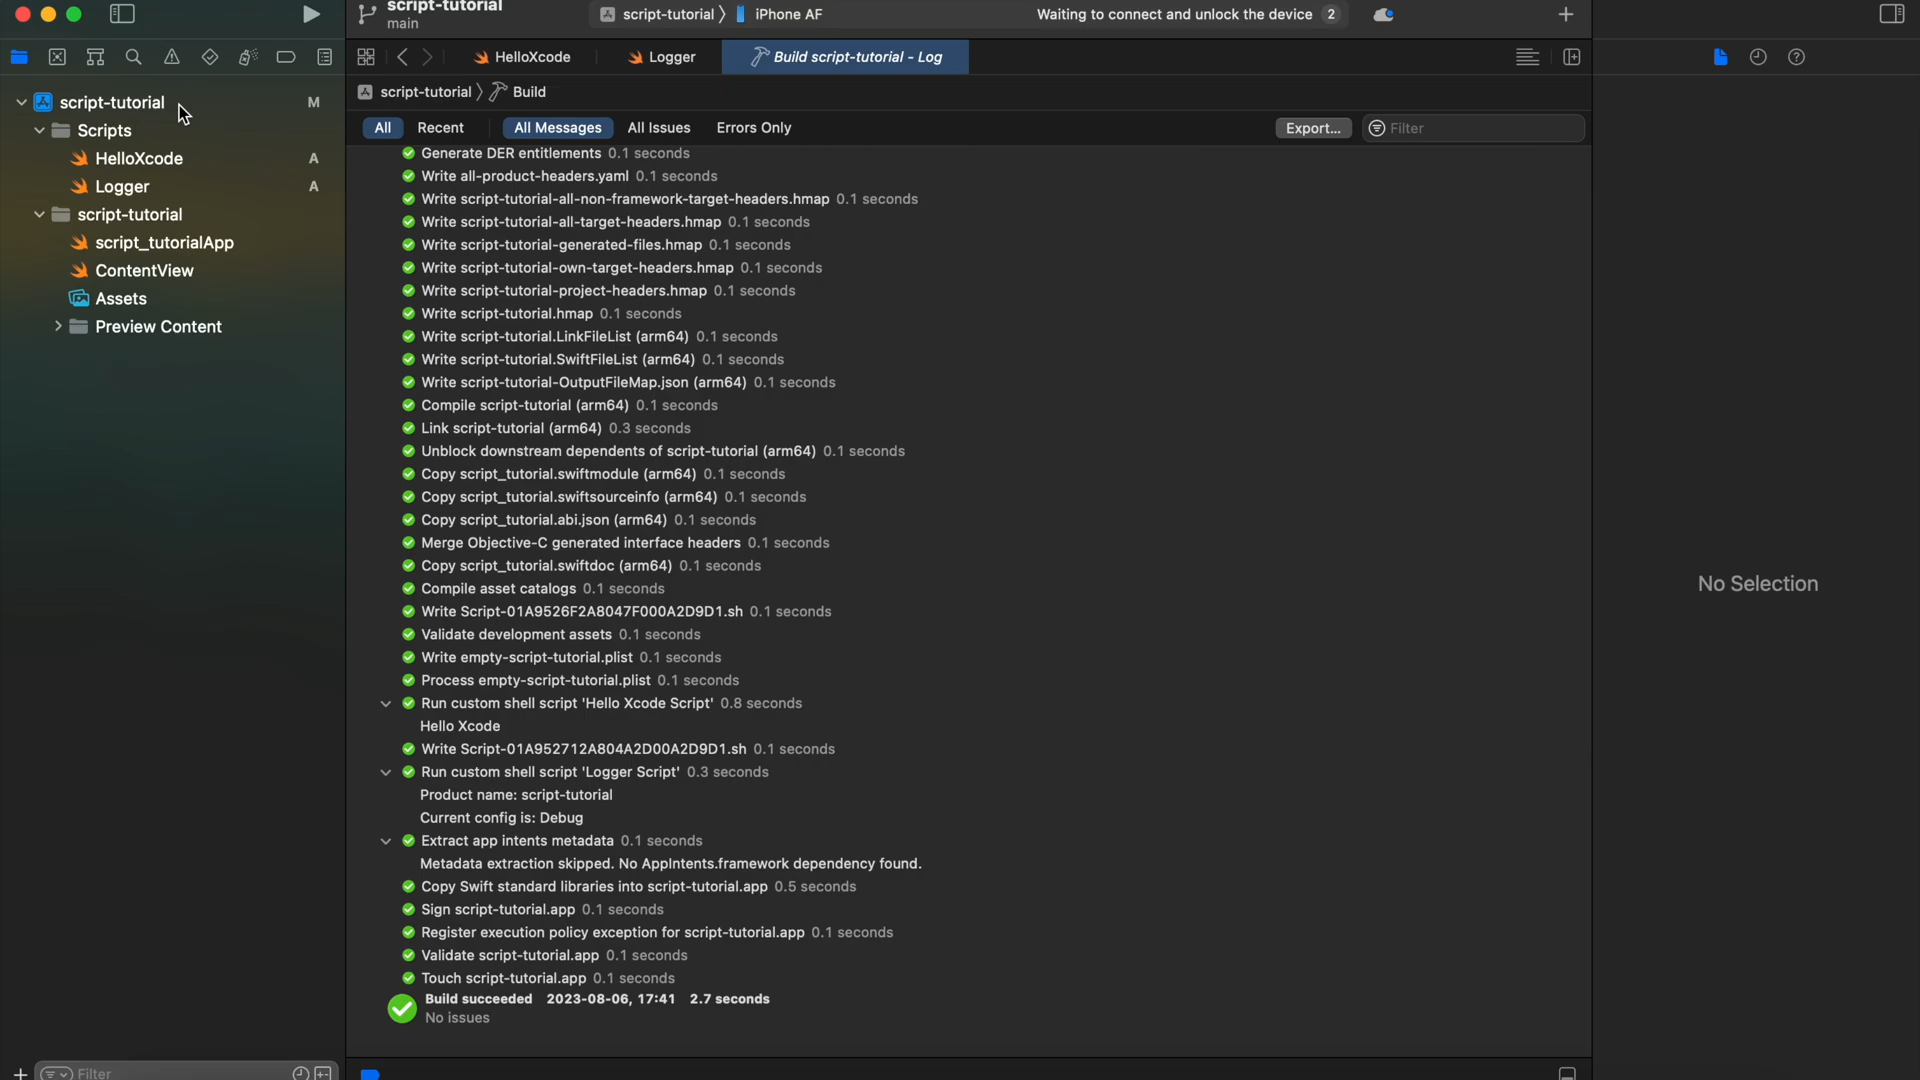 script-tutorial
main
script-tutorial
iPhone AF
Waiting to connect and unlock the device 2
HelloXcode
Logger
Build script-tutorial - Log
script-tutorial
M
Scripts
HelloXcode
A
Logger
A
script-tutorial
script_tutorialApp
ContentView
Assets
Preview Content
Filter
script-tutorial
Build
All
Recent
All Messages
All Issues
Errors Only
Export...
Filter
Generate DER entitlements 0.1 seconds
Write all-product-headers.yaml 0.1 seconds
Write script-tutorial-all-non-framework-target-headers.hmap 0.1 seconds
Write script-tutorial-all-target-headers.hmap 0.1 seconds
Write script-tutorial-generated-files.hmap 0.1 seconds
Write script-tutorial-own-target-headers.hmap 0.1 seconds
Write script-tutorial-project-headers.hmap 0.1 seconds
Write script-tutorial.hmap 0.1 seconds
Write script-tutorial.LinkFileList (arm64) 0.1 seconds
Write script-tutorial.SwiftFileList (arm64) 0.1 seconds
Write script-tutorial-OutputFileMap.json (arm64) 0.1 seconds
Compile script-tutorial (arm64) 0.1 seconds
Link script-tutorial (arm64) 0.3 seconds
Unblock downstream dependents of script-tutorial (arm64) 0.1 seconds
Copy script_tutorial.swiftmodule (arm64) 0.1 seconds
Copy script_tutorial.swiftsourceinfo (arm64) 0.1 seconds
Copy script_tutorial.abi.json (arm64) 0.1 seconds
Merge Objective-C generated interface headers 0.1 seconds
Copy script_tutorial.swiftdoc (arm64) 0.1 seconds
Compile asset catalogs 0.1 seconds
Write Script-01A9526F2A8047F000A2D9D1.sh 0.1 seconds
Validate development assets 0.1 seconds
Write empty-script-tutorial.plist 0.1 seconds
Process empty-script-tutorial.plist 0.1 seconds
Run custom shell script 'Hello Xcode Script' 0.8 seconds
Hello Xcode
Write Script-01A952712A804A2D00A2D9D1.sh 0.1 seconds
Run custom shell script 'Logger Script' 0.3 seconds
Product name: script-tutorial
Current config is: Debug
Extract app intents metadata 0.1 seconds
Metadata extraction skipped. No AppIntents.framework dependency found.
Copy Swift standard libraries into script-tutorial.app 0.5 seconds
Sign script-tutorial.app 0.1 seconds
Register execution policy exception for script-tutorial.app 0.1 seconds
Validate script-tutorial.app 0.1 seconds
Touch script-tutorial.app 0.1 seconds
Build succeeded 2023-08-06, 17:41 2.7 seconds
No issues
No Selection